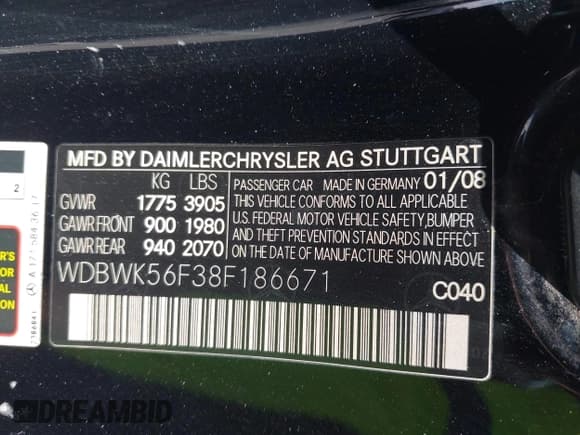 MFD BY DAIMLERCHRYSLER AG STUTTGART
KG LBS
GVWR 1775 3905
GAWR FRONT 900 1980
GAWR REAR 940 2070
PASSENGER CAR MADE IN GERMANY 01/08
THIS VEHICLE CONFORMS TO ALL APPLICABLE
U.S. FEDERAL MOTOR VEHICLE SAFETY, BUMPER
AND THEFT PREVENTION STANDARDS IN EFFECT
ON THE DATE OF MANUFACTURE SHOWN ABOVE
WDBWK56F38F186671
C040
2
DREAMBID